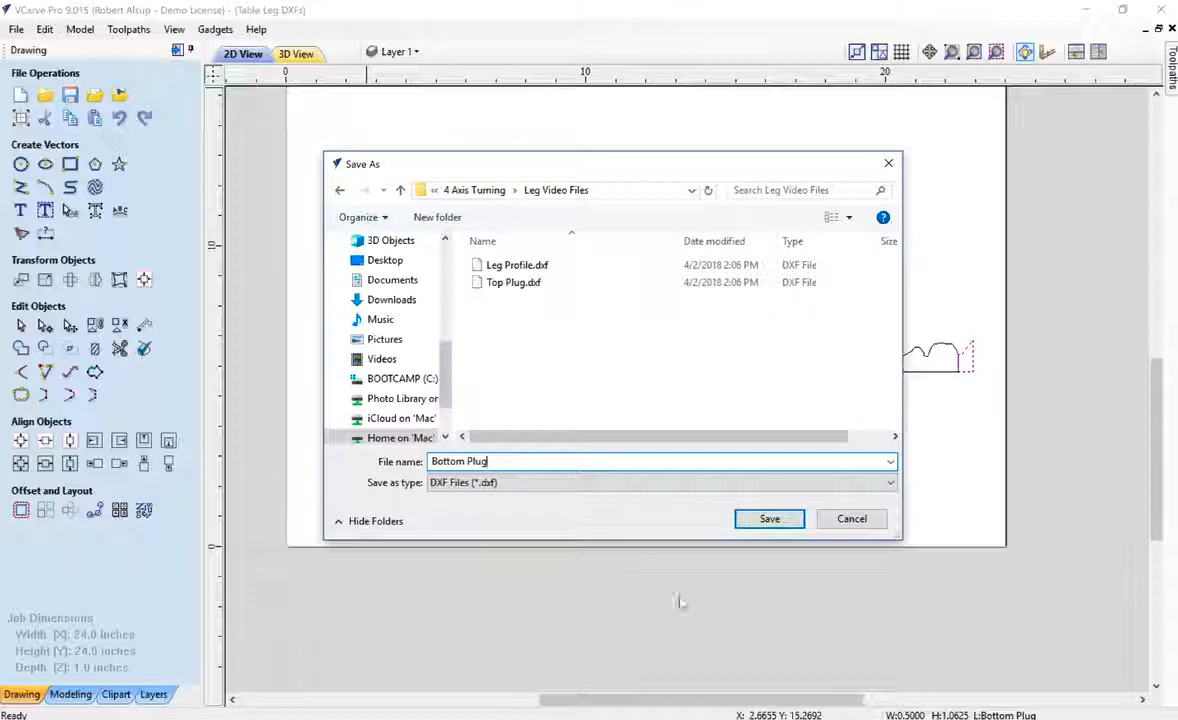 VCarve Pro 9.015 (Robert Alsup - Demo License) - (Table Leg DXFs)
File Edit Model Toolpaths View Gadgets Help
Drawing
2D View 3D View Layer 1
Toolpaths
File Operations
0 10 20
Create Vectors
Save As
« 4 Axis Turning › Leg Video Files
Search Leg Video Files
Organize New folder
Name Date modified Type Size
3D Objects
Desktop
Documents
Downloads
Music
Pictures
Videos
BOOTCAMP (C:)
Photo Library or
iCloud on 'Mac'
Home on 'Mac'
Leg Profile.dxf 4/2/2018 2:06 PM DXF File
Top Plug.dxf 4/2/2018 2:06 PM DXF File
10
0
Transform Objects
Edit Objects
Align Objects
File name: Bottom Plug
Save as type: DXF Files (*.dxf)
Hide Folders Save Cancel
Offset and Layout
Job Dimensions
Width (X): 24.0 inches
Height (Y): 24.0 inches
Depth (Z): 1.0 inches
Drawing Modeling Clipart Layers
Ready X: 2.6655 Y: 15.2692 W:0.5000 H:1.0625 L:Bottom Plug